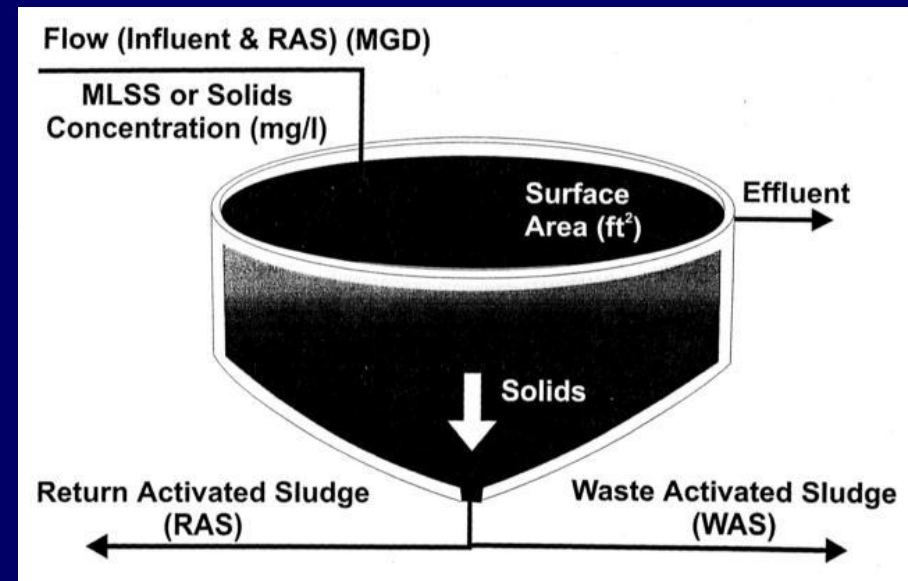 Flow (Influent & RAS) (MGD)
MLSS or Solids
Concentration (mg/l)
Surface
Area (ft²)
Effluent
Solids
Return Activated Sludge
(RAS)
Waste Activated Sludge
(WAS)